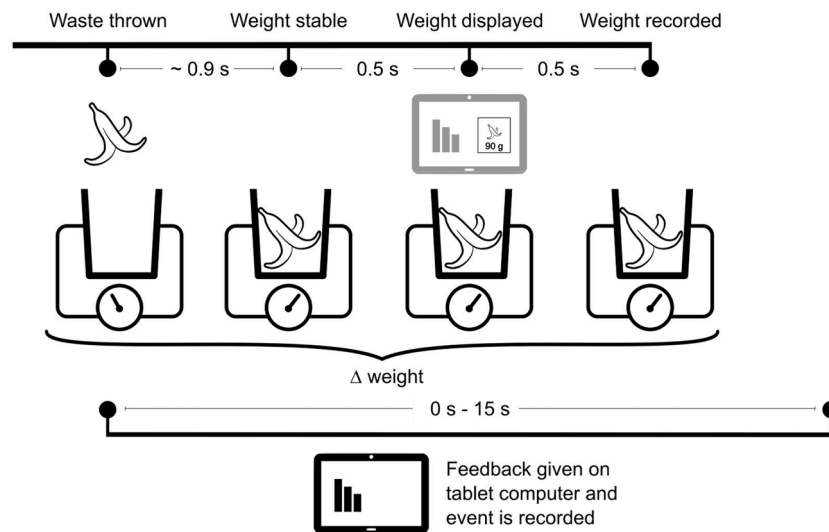 Waste thrown
Weight stable
Weight displayed
Weight recorded
~ 0.9 s
0.5 s
0.5 s
90 g
Δ weight
0 s - 15 s
Feedback given on
tablet computer and
event is recorded